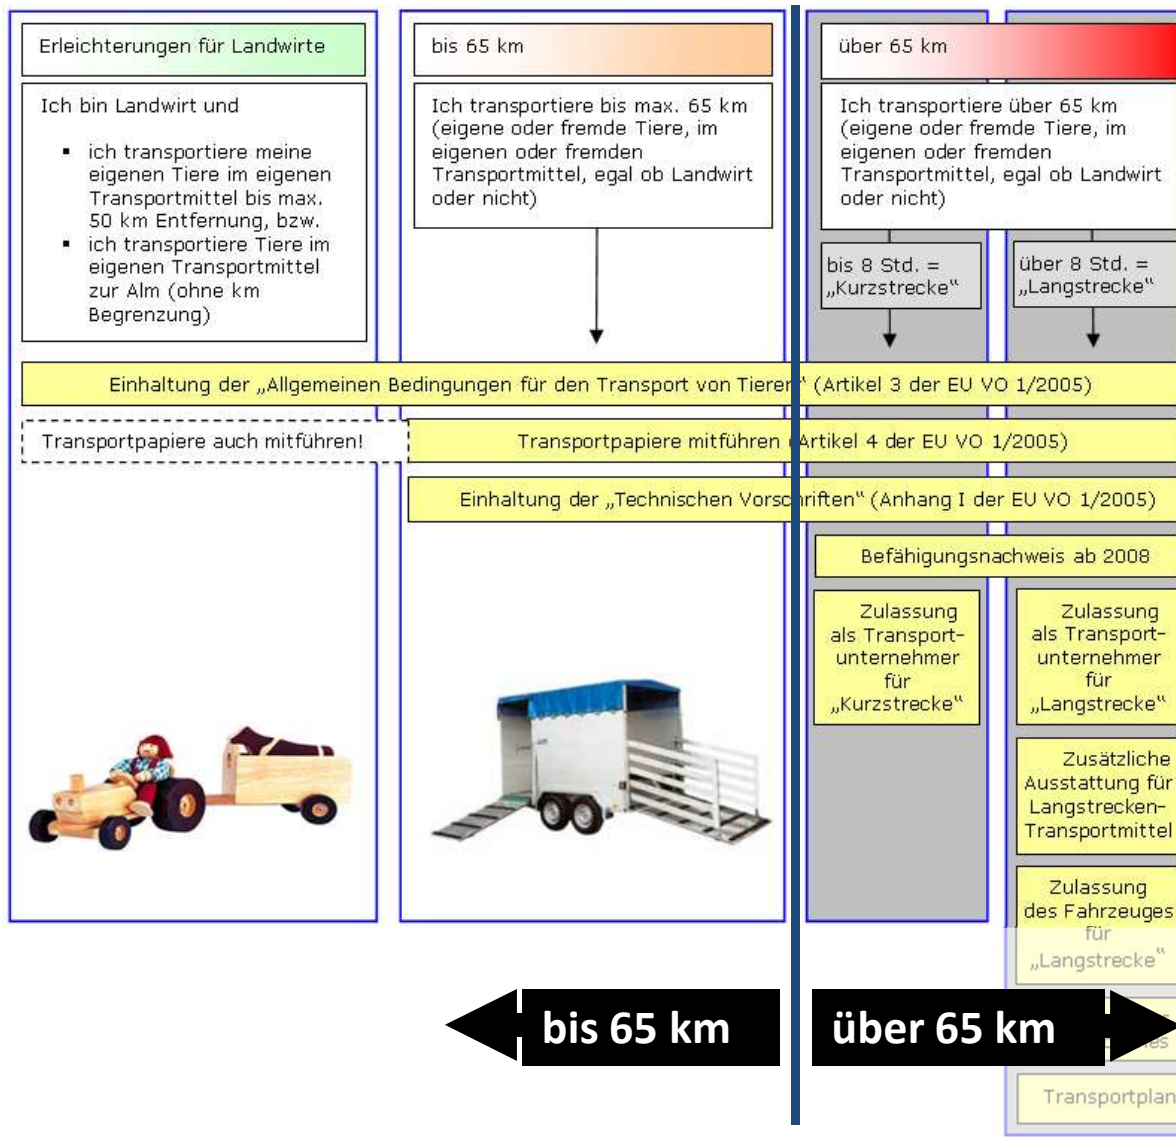 Erleichterungen für Landwirte
Ich bin Landwirt und
▪ ich transportiere meine
eigenen Tiere im eigenen
Transportmittel bis max.
50 km Entfernung, bzw.
▪ ich transportiere Tiere im
eigenen Transportmittel
zur Alm (ohne km
Begrenzung)
bis 65 km
Ich transportiere bis max. 65 km
(eigene oder fremde Tiere, im
eigenen oder fremden
Transportmittel, egal ob Landwirt
oder nicht)
über 65 km
Ich transportiere über 65 km
(eigene oder fremde Tiere, im
eigenen oder fremden
Transportmittel, egal ob Landwirt
oder nicht)
bis 8 Std. =
„Kurzstrecke“
über 8 Std. =
„Langstrecke“
Einhaltung der „Allgemeinen Bedingungen für den Transport von Tieren“ (Artikel 3 der EU VO 1/2005)
Transportpapiere auch mitführen!
Transportpapiere mitführen (Artikel 4 der EU VO 1/2005)
Einhaltung der „Technischen Vorschriften“ (Anhang I der EU VO 1/2005)
Befähigungsnachweis ab 2008
Zulassung
als Transport-
unternehmer
für
„Kurzstrecke“
Zulassung
als Transport-
unternehmer
für
„Langstrecke“
Zusätzliche
Ausstattung für
Langstrecken-
Transportmittel
Zulassung
des Fahrzeuges
für
„Langstrecke“
bis 65 km
über 65 km
Transportplan